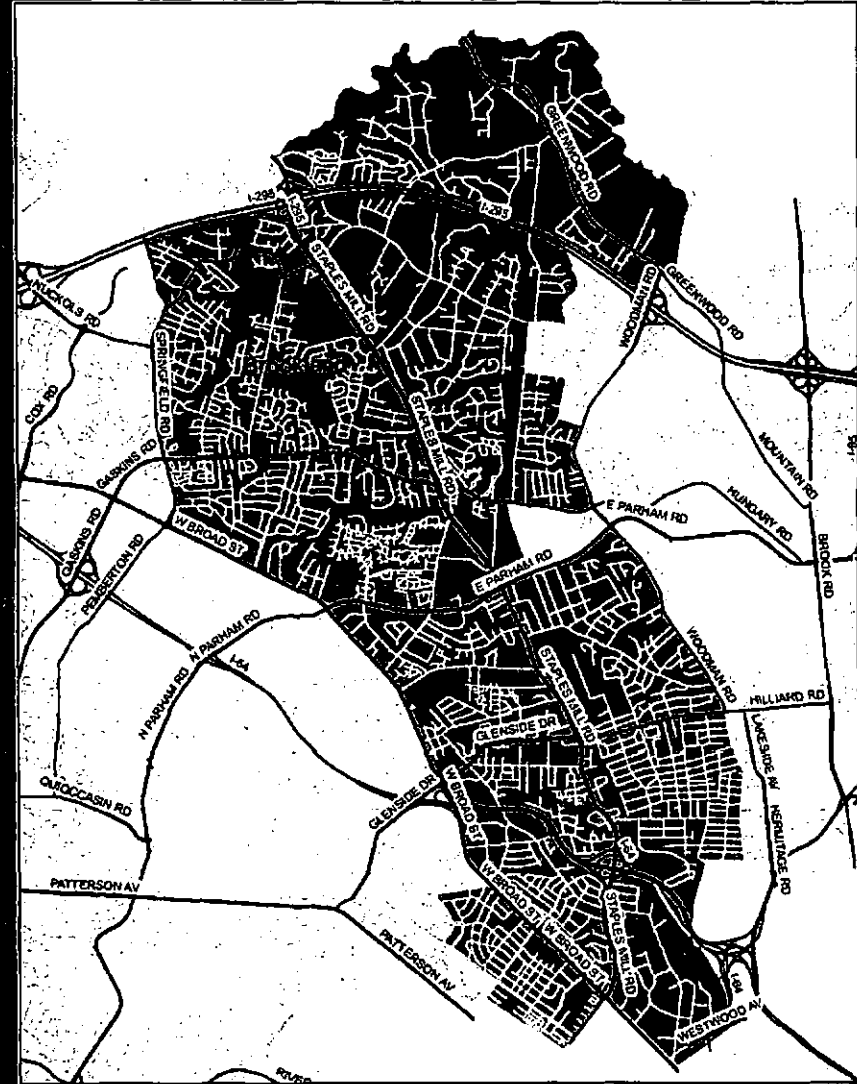 GREENWOOD RD
I-295
I-295
I-295
STAPLES MILL RD
NUCKOLS RD
WOODMAN RD
GREENWOOD RD
SPRINGFIELD RD
COX RD
STAPLES MILL RD
GASKINS RD
MOUNTAIN RD
I-95
HUNGARY RD
GASKINS RD
W BROAD ST
E PARHAM RD
GASKINS RD
PEMBERTON RD
E PARHAM RD
BROOK RD
N PARHAM RD
I-64
N PARHAM RD
WOODMAN RD
STAPLES MILL RD
HILLIARD RD
GLENSIDE DR
LAKESIDE AV
QUIOCCASIN RD
GLENSIDE DR
W BROAD ST
I-64
HERMITAGE RD
PATTERSON AV
W BROAD ST
W BROAD ST
STAPLES MILL RD
PATTERSON AV
I-64
WESTWOOD AV
RIVER